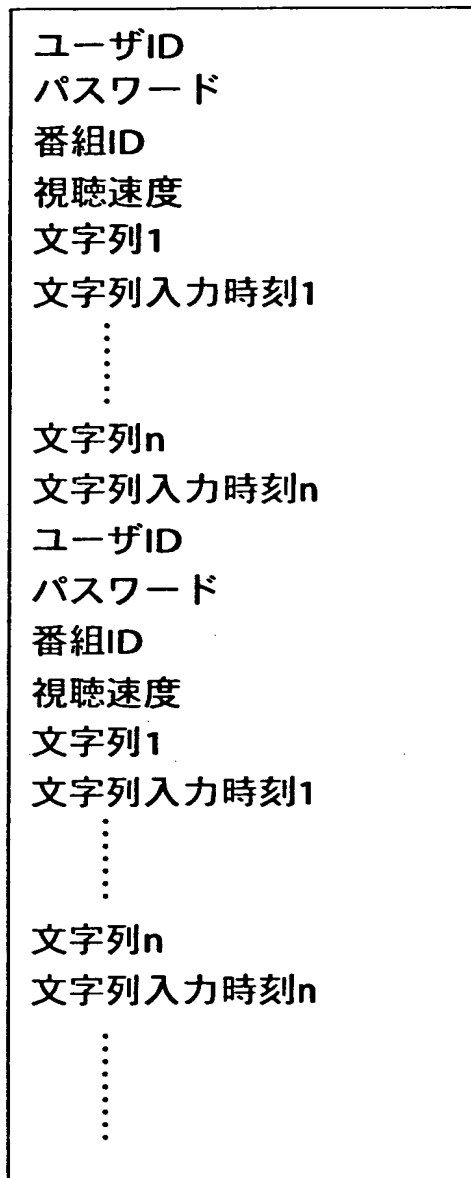 ユーザID
パスワード
番組ID
視聴速度
文字列1
文字列入力時刻1
⋮
文字列n
文字列入力時刻n
ユーザID
パスワード
番組ID
視聴速度
文字列1
文字列入力時刻1
⋮
文字列n
文字列入力時刻n
⋮